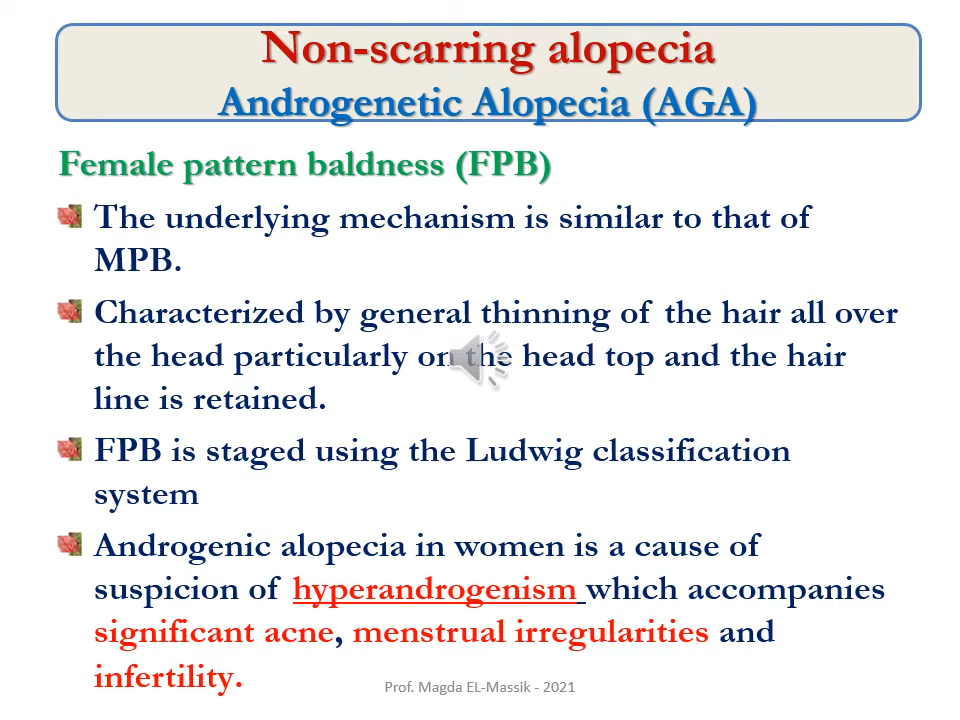 Non-scarring alopecia
Androgenetic Alopecia (AGA)
Female pattern baldness (FPB)
The underlying mechanism is similar to that of
MPB.
Characterized by general thinning of the hair all over
the head particularly on the head top and the hair
line is retained.
FPB is staged using the Ludwig classification
system
Androgenic alopecia in women is a cause of
suspicion of hyperandrogenism which accompanies
significant acne, menstrual irregularities and
infertility.
Prof. Magda EL-Massik - 2021